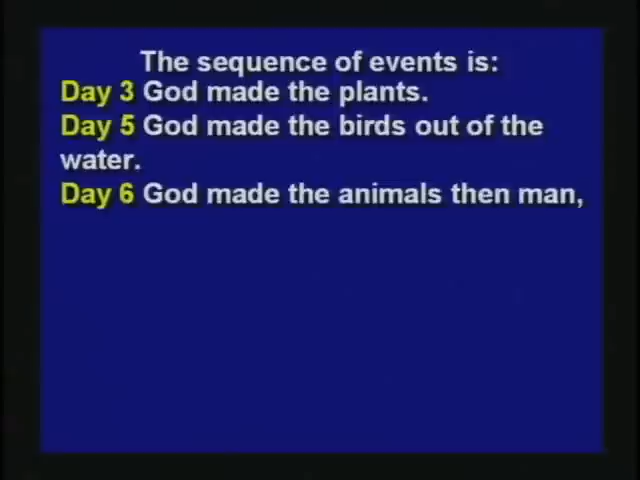 The sequence of events is:
Day 3 God made the plants.
Day 5 God made the birds out of the
water.
Day 6 God made the animals then man,